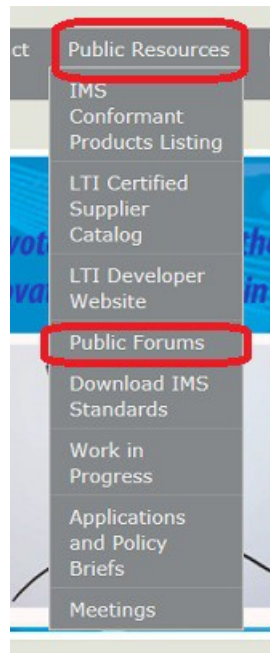 ct Public Resources
IMS
Conformant
Products Listing
LTI Certified
Supplier
Catalog
LTI Developer
Website
Public Forums
Download IMS
Standards
Work in
Progress
Applications
and Policy
Briefs
Meetings